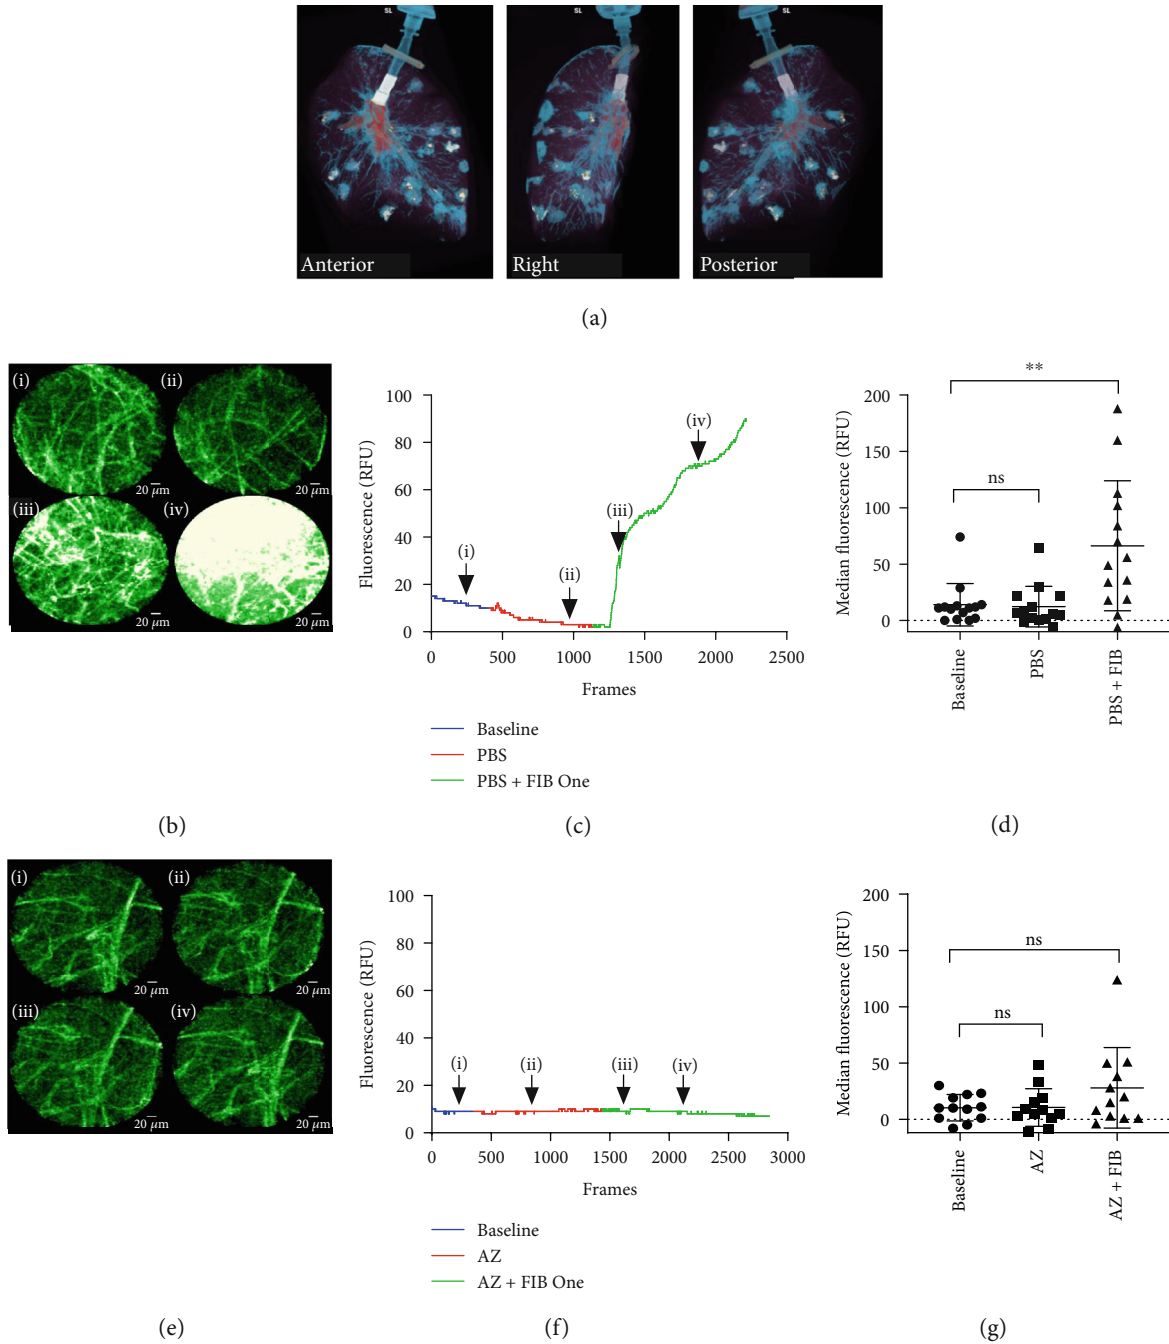 SL SL SL
Anterior Right Posterior
(a)
(i) (ii)
20 µm 20 µm
(iii) (iv)
20 µm 20 µm
(b)
Fluorescence (RFU)
100
80
60
40
20
0
(i)
(ii)
(iii)
(iv)
0 500 1000 1500 2000 2500
Frames
Baseline
PBS
PBS + FIB One
(c)
Median fluorescence (RFU)
200
150
100
50
0
**
ns
Baseline
PBS
PBS + FIB
(d)
(i) (ii)
20 µm 20 µm
(iii) (iv)
20 µm 20 µm
(e)
Fluorescence (RFU)
100
80
60
40
20
0
(i) (ii) (iii) (iv)
0 500 1000 1500 2000 2500 3000
Frames
Baseline
AZ
AZ + FIB One
(f)
Median fluorescence (RFU)
200
150
100
50
0
ns
ns
Baseline
AZ
AZ + FIB
(g)